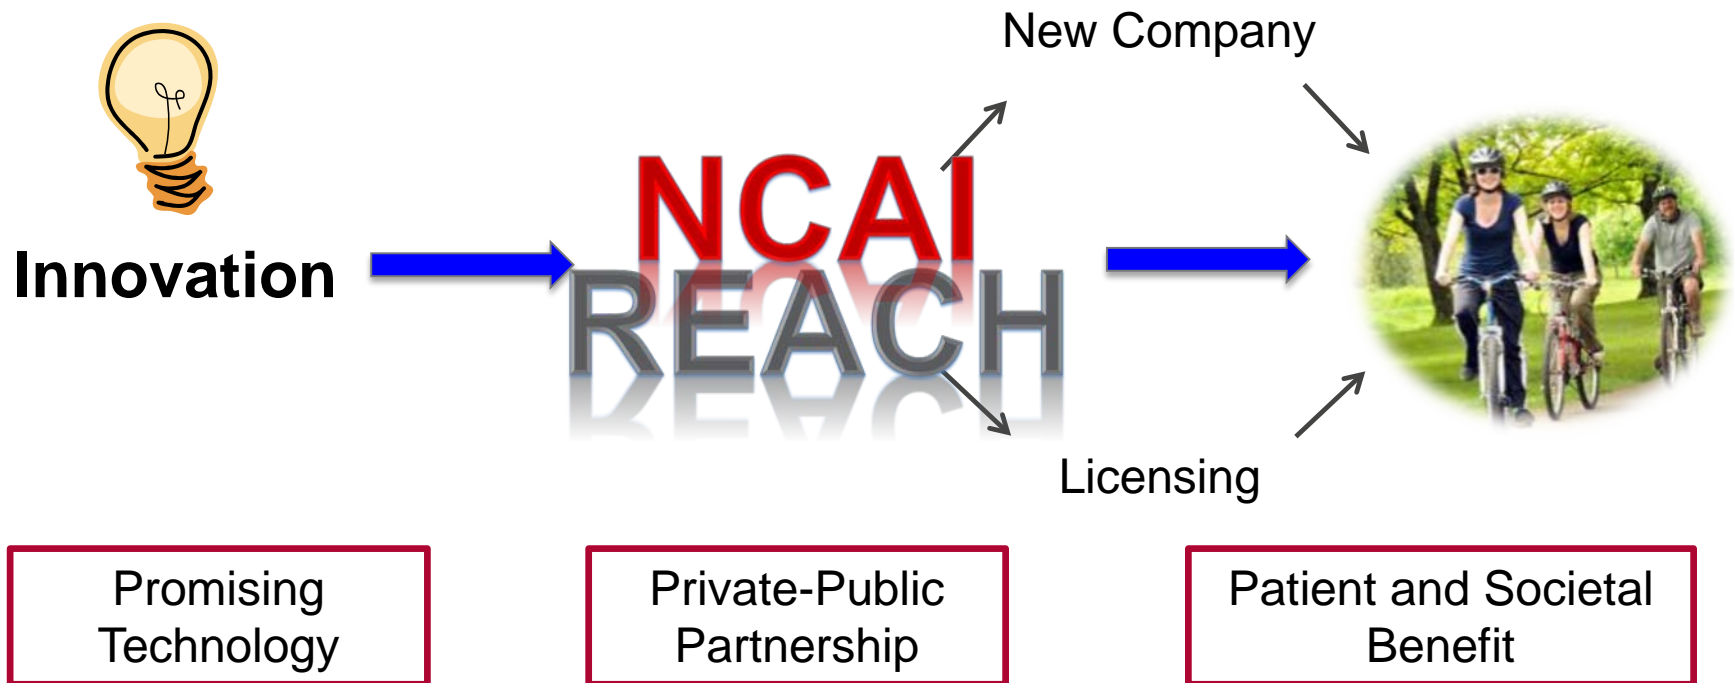 New Company
NCAI
Innovation
REACH
Licensing
Promising
Technology
Private-Public
Partnership
Patient and Societal
Benefit